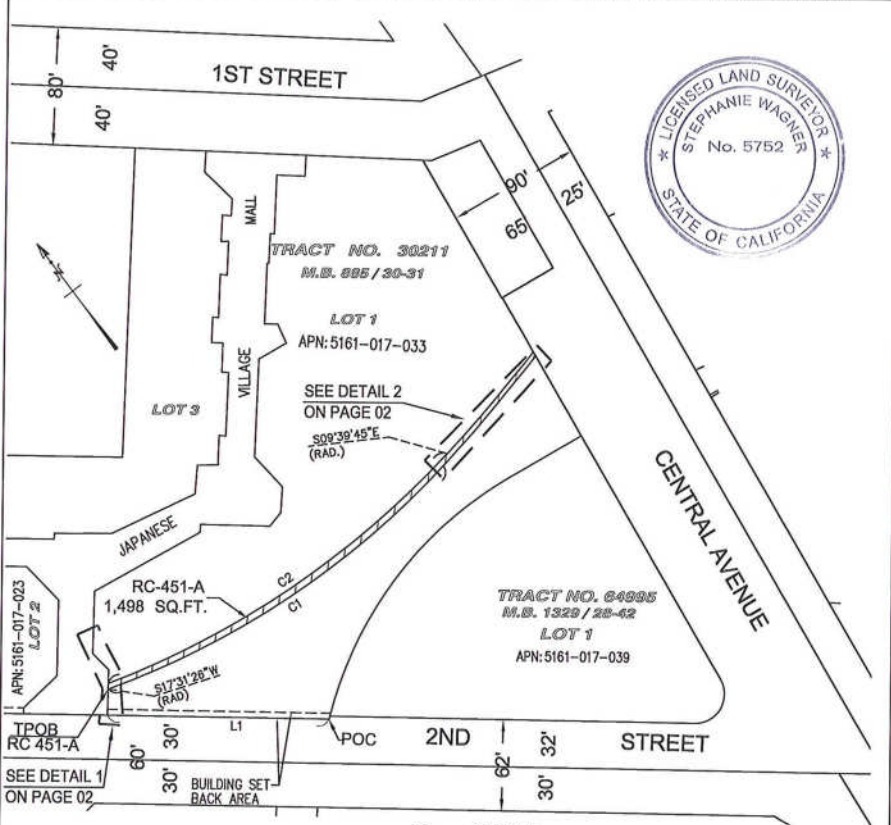 1ST STREET
80'
40'
40'
LICENSED LAND SURVEYOR
STEPHANIE WAGNER
No. 5752
STATE OF CALIFORNIA
90'
65
25'
MALL
VILLAGE
JAPANESE
N
TRACT NO. 30211
M.B. 885 / 30-31
LOT 1
APN: 5161-017-033
SEE DETAIL 2
ON PAGE 02
S09°39'45"E
(RAD.)
LOT 3
CENTRAL AVENUE
C2
C1
RC-451-A
1,498 SQ.FT.
TRACT NO. 64995
M.B. 1329 / 28-42
LOT 1
APN: 5161-017-039
APN: 5161-017-023
LOT 2
S17°31'26"W
(RAD)
TPOB
RC 451-A
L1
POC
2ND STREET
60'
30'
30'
62'
32'
30'
SEE DETAIL 1
ON PAGE 02
BUILDING SET
BACK AREA